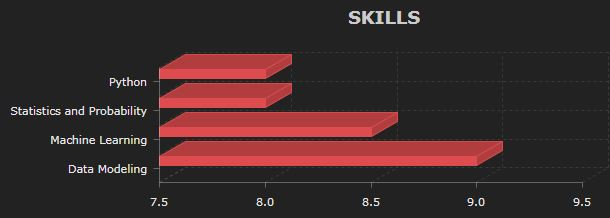 SKILLS
Python
Statistics and Probability
Machine Learning
Data Modeling
7.5 8.0 8.5 9.0 9.5